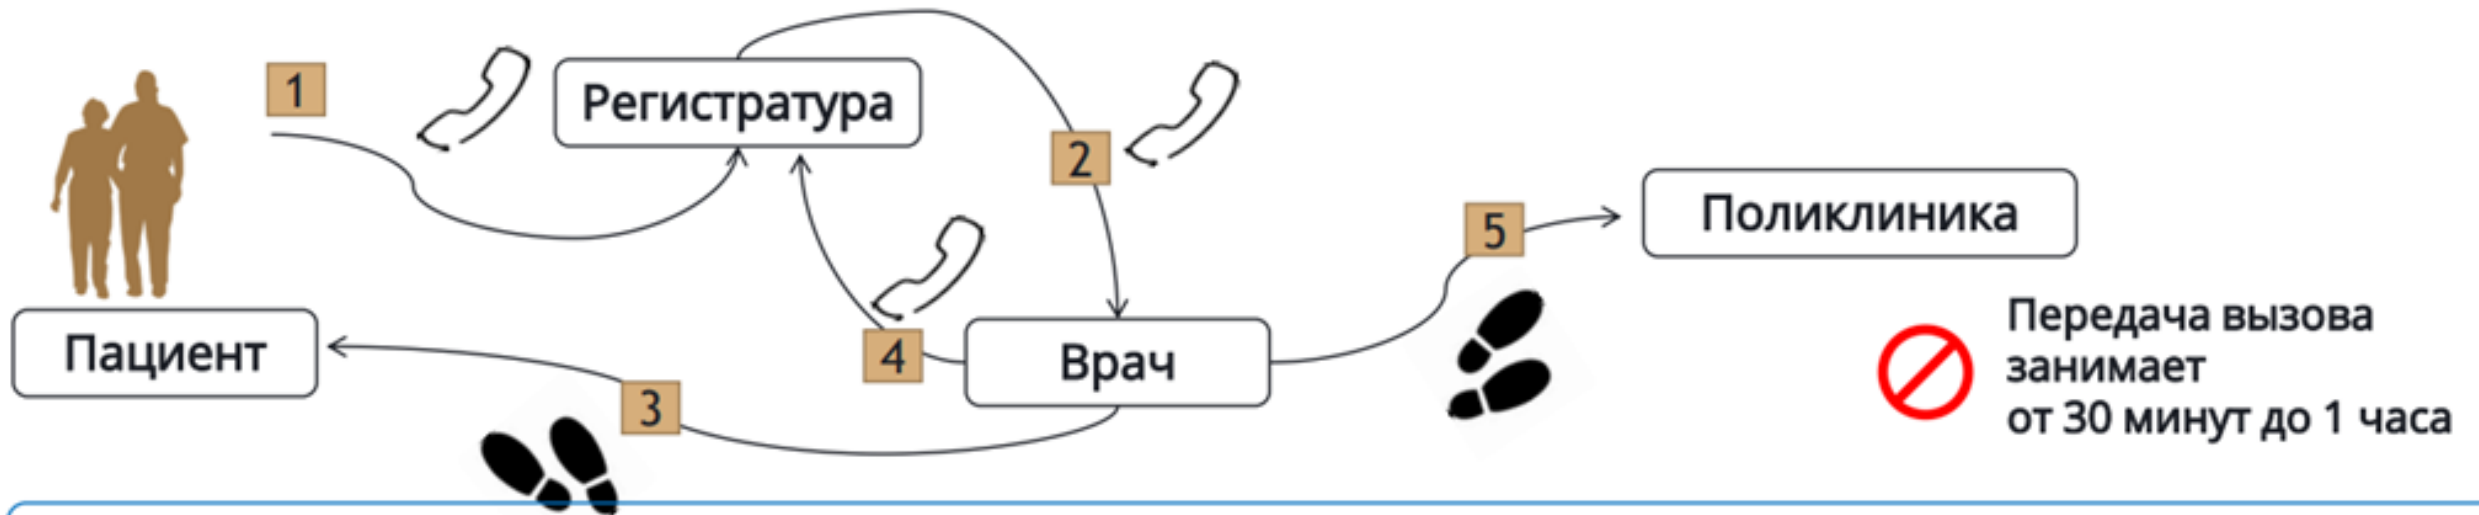 1
Регистратура
2
5
Поликлиника
Пациент
4
Врач
3
Передача вызова
занимает
от 30 минут до 1 часа